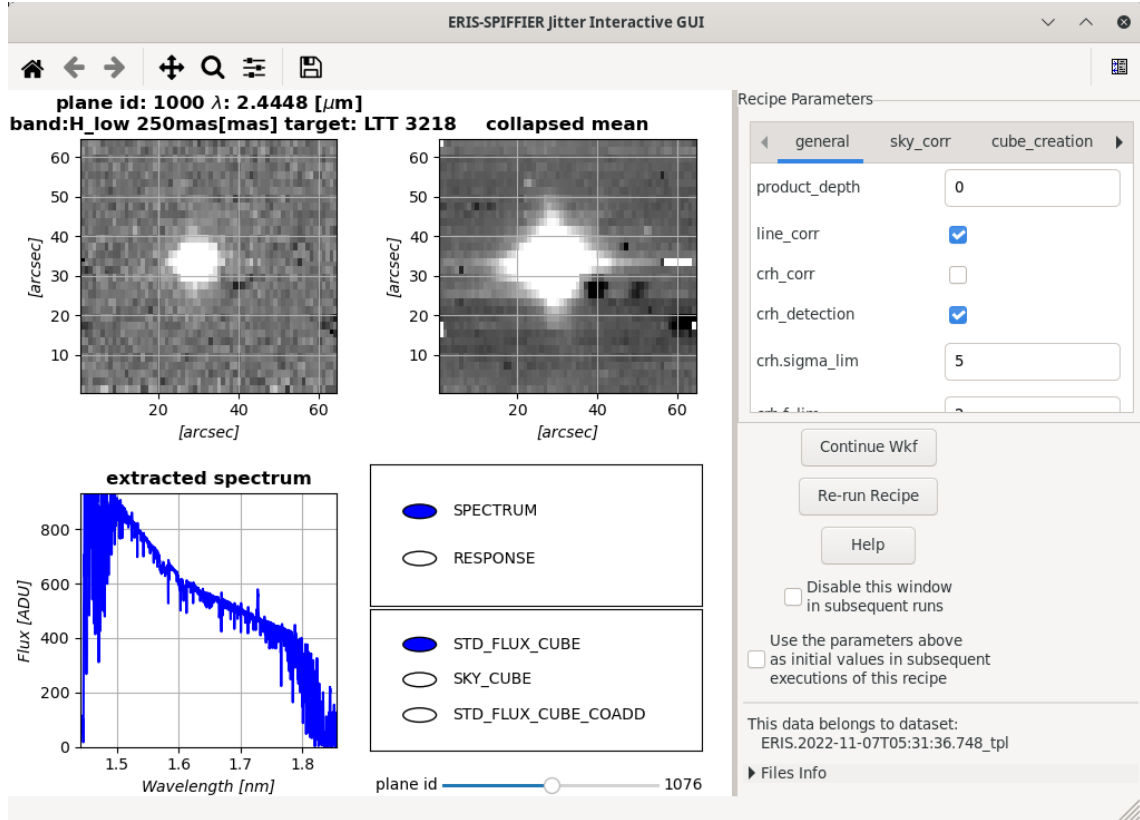 ERIS-SPIFFIER Jitter Interactive GUI
plane id: 1000 λ: 2.4448 [μm]
band:H_low 250mas[mas] target: LTT 3218
collapsed mean
60
50
40
30
20
10
[arcsec]
20 40 60
[arcsec]
60
50
40
30
20
10
[arcsec]
20 40 60
[arcsec]
extracted spectrum
800
600
400
200
0
Flux [ADU]
1.5 1.6 1.7 1.8
Wavelength [nm]
SPECTRUM
RESPONSE
STD_FLUX_CUBE
SKY_CUBE
STD_FLUX_CUBE_COADD
plane id 1076
Recipe Parameters
general sky_corr cube_creation
product_depth 0
line_corr
crh_corr
crh_detection
crh.sigma_lim 5
Continue Wkf
Re-run Recipe
Help
Disable this window
in subsequent runs
Use the parameters above
as initial values in subsequent
executions of this recipe
This data belongs to dataset:
ERIS.2022-11-07T05:31:36.748_tpl
Files Info